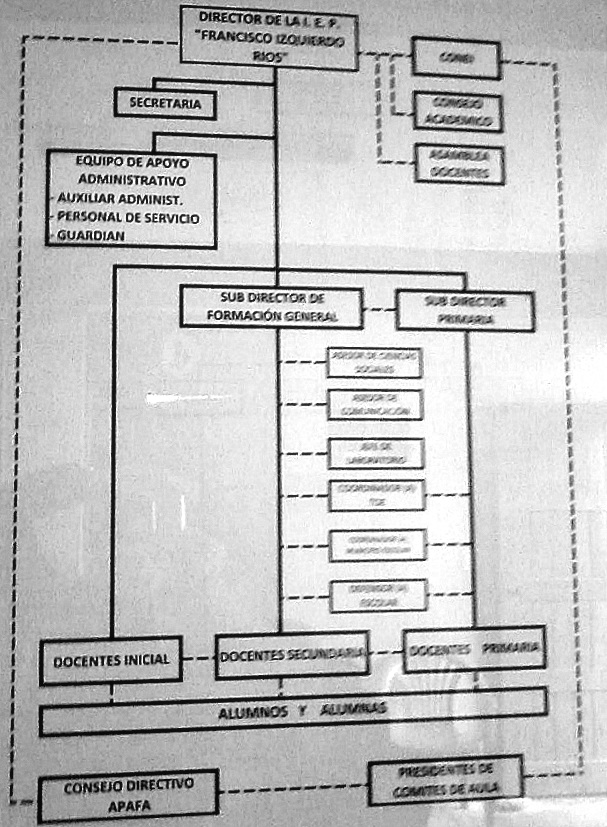 DIRECTOR DE LA I. E. P.
"FRANCISCO IZQUIERDO
RIOS"
CONEI
SECRETARIA
CONSEJO
ACADEMICO
EQUIPO DE APOYO
ADMINISTRATIVO
- AUXILIAR ADMINIST.
- PERSONAL DE SERVICIO
- GUARDIAN
ASAMBLEA
DOCENTES
SUB DIRECTOR DE
FORMACIÓN GENERAL
SUB DIRECTOR
PRIMARIA
ASESOR DE CIENCIAS
SOCIALES
ASESOR DE
COMUNICACIÓN
JEFE DE
LABORATORIO
COORDINADOR (A)
TOE
DEFENSOR (A)
ESCOLAR
DOCENTES INICIAL
DOCENTES SECUNDARIA
DOCENTES PRIMARIA
ALUMNOS Y ALUMNAS
CONSEJO DIRECTIVO
APAFA
PRESIDENTES DE
COMITES DE AULA